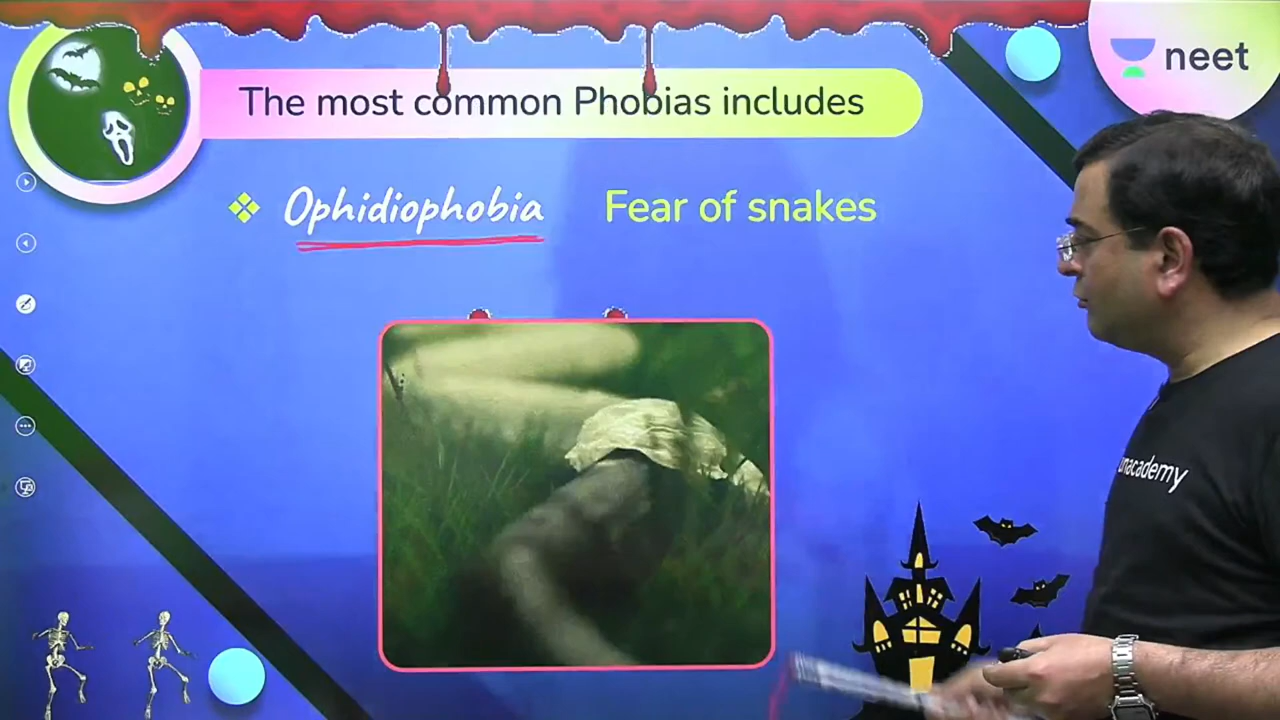 neet
The most common Phobias includes
Ophidiophobia Fear of snakes
unacademy